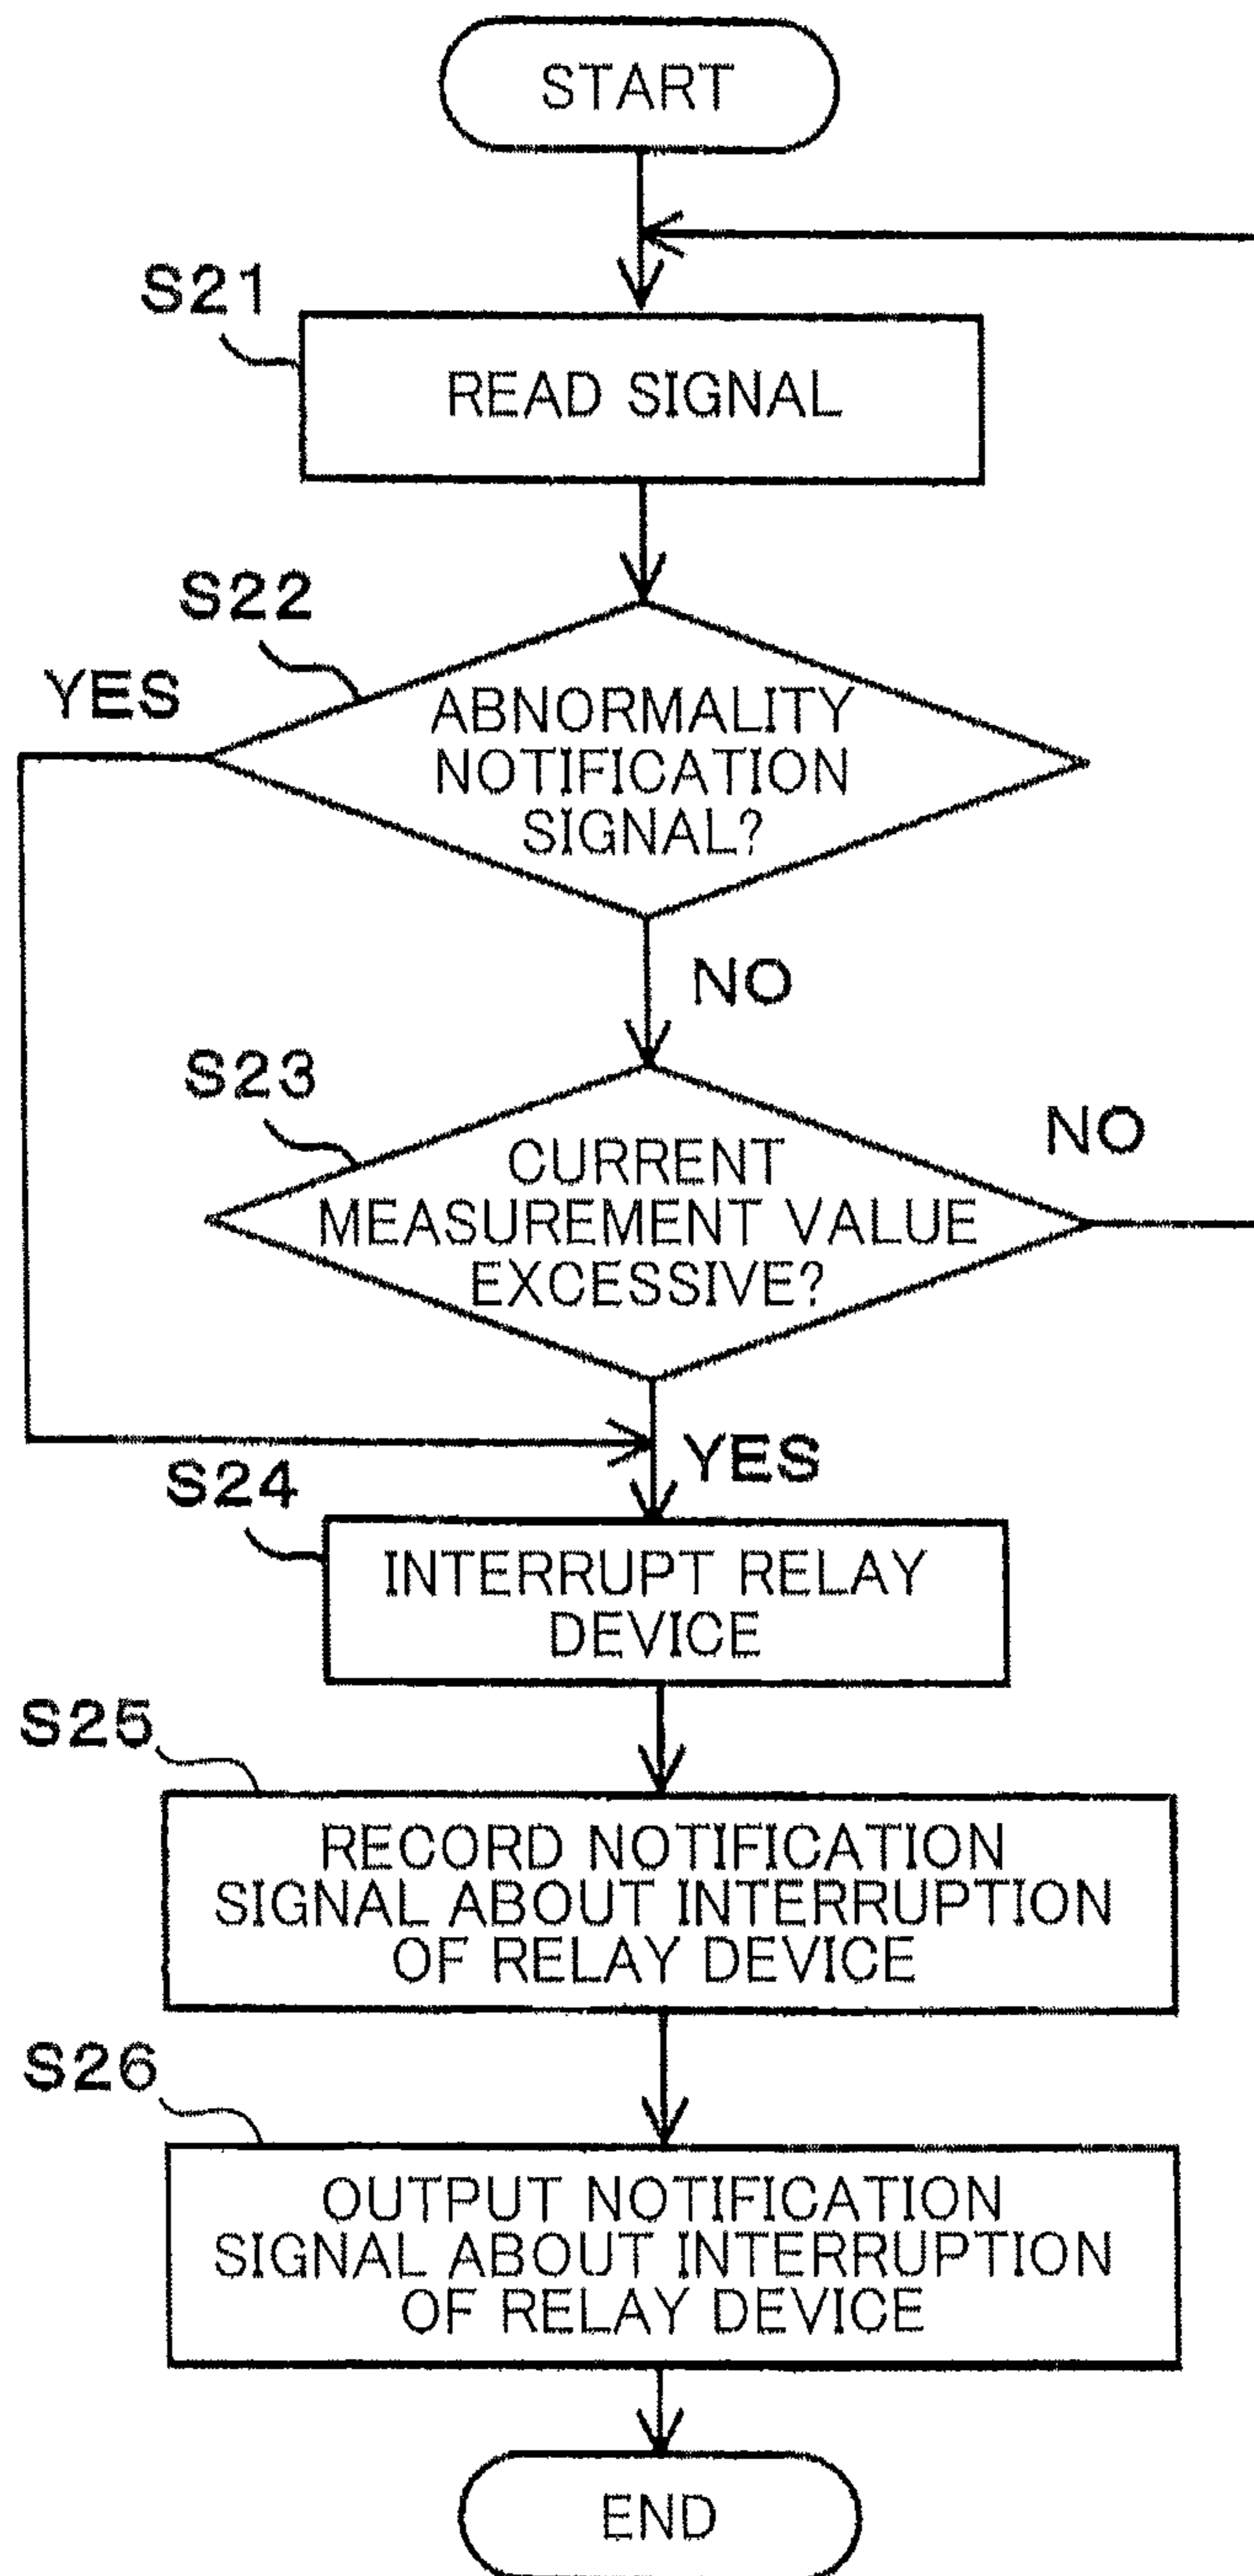 START
S21
READ SIGNAL
S22
YES
ABNORMALITY
NOTIFICATION
SIGNAL?
NO
S23
NO
CURRENT
MEASUREMENT VALUE
EXCESSIVE?
YES
S24
INTERRUPT RELAY
DEVICE
S25
RECORD NOTIFICATION
SIGNAL ABOUT INTERRUPTION
OF RELAY DEVICE
S26
OUTPUT NOTIFICATION
SIGNAL ABOUT INTERRUPTION
OF RELAY DEVICE
END